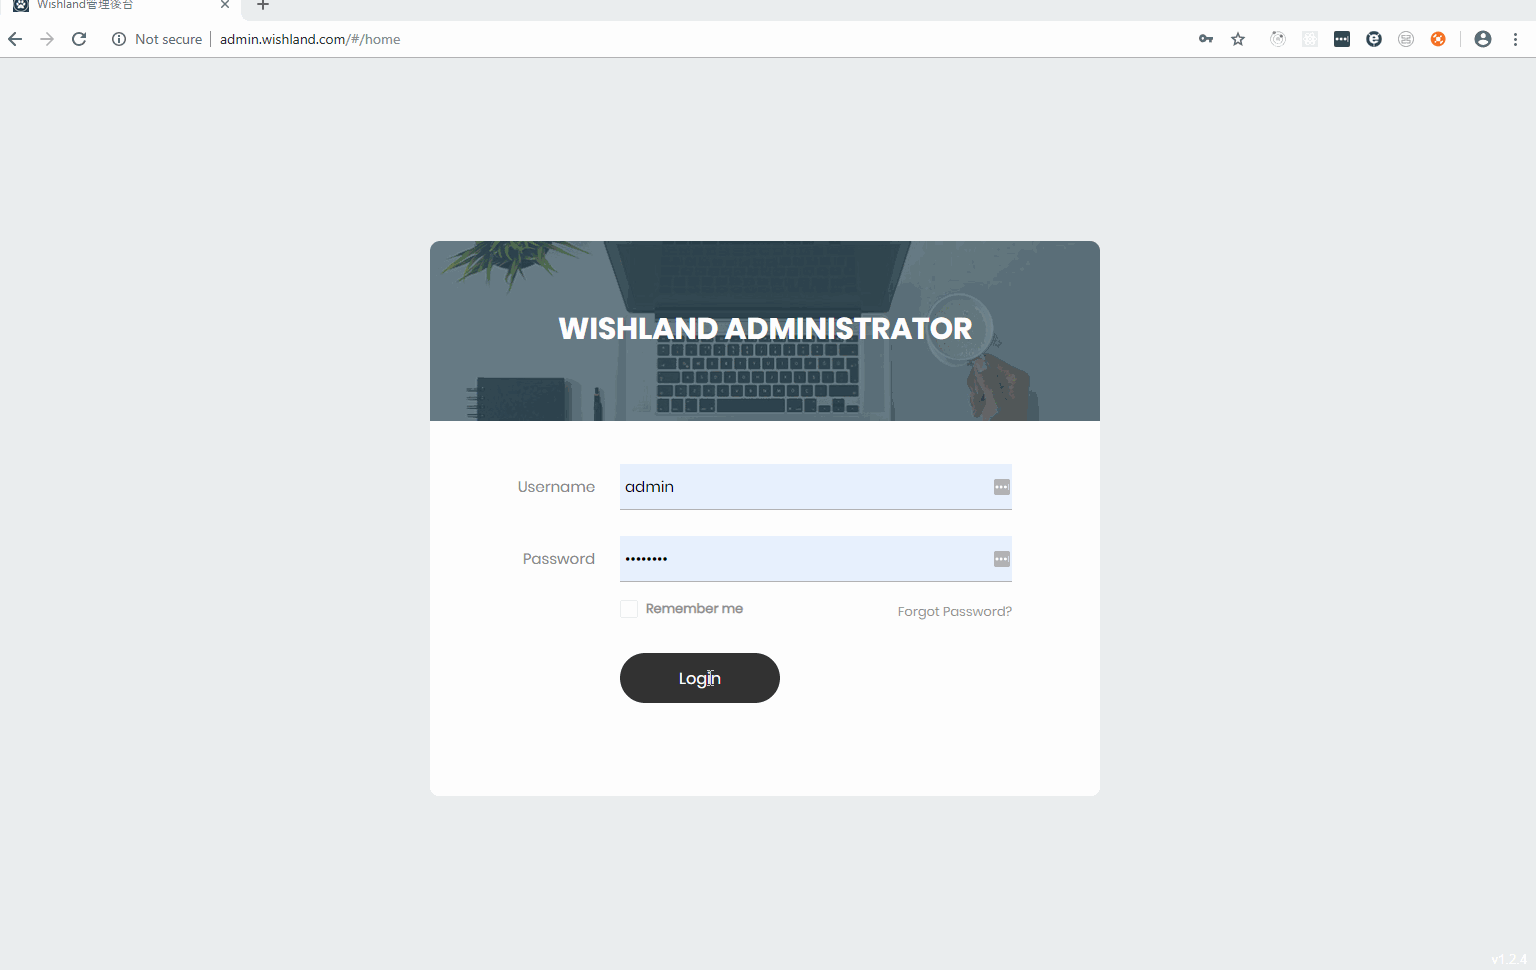 Wishland管理後台
Not secure
admin.wishland.com/#/home
WISHLAND ADMINISTRATOR
Username
admin
Password
••••••••
Remember me
Forgot Password?
Login
v1.2.4